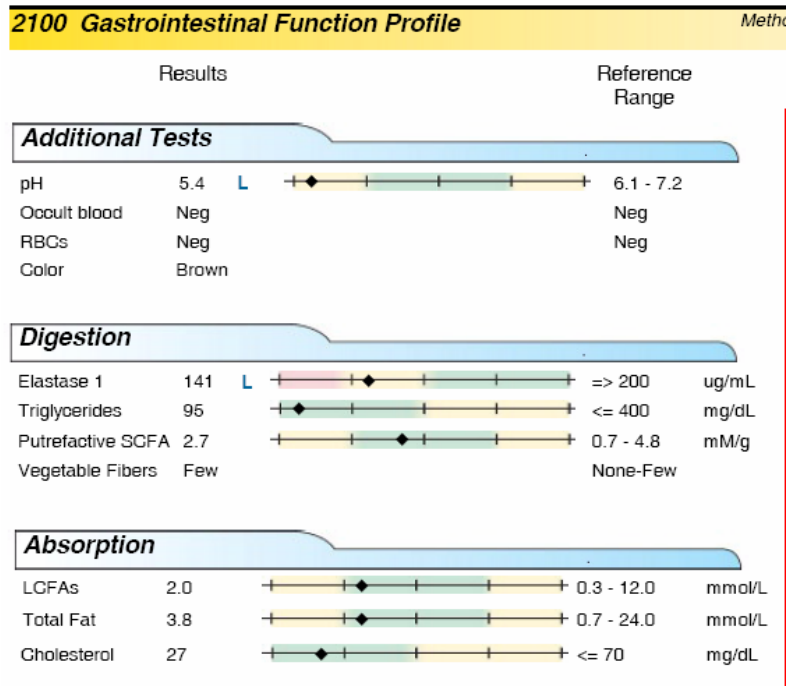 2100 Gastrointestinal Function Profile
Results Reference Range
Additional Tests
pH 5.4 L 6.1 - 7.2
Occult blood Neg Neg
RBCs Neg Neg
Color Brown
Digestion
Elastase 1 141 L => 200 ug/mL
Triglycerides 95 <= 400 mg/dL
Putrefactive SCFA 2.7 0.7 - 4.8 mM/g
Vegetable Fibers Few None-Few
Absorption
LCFAs 2.0 0.3 - 12.0 mmol/L
Total Fat 3.8 0.7 - 24.0 mmol/L
Cholesterol 27 <= 70 mg/dL